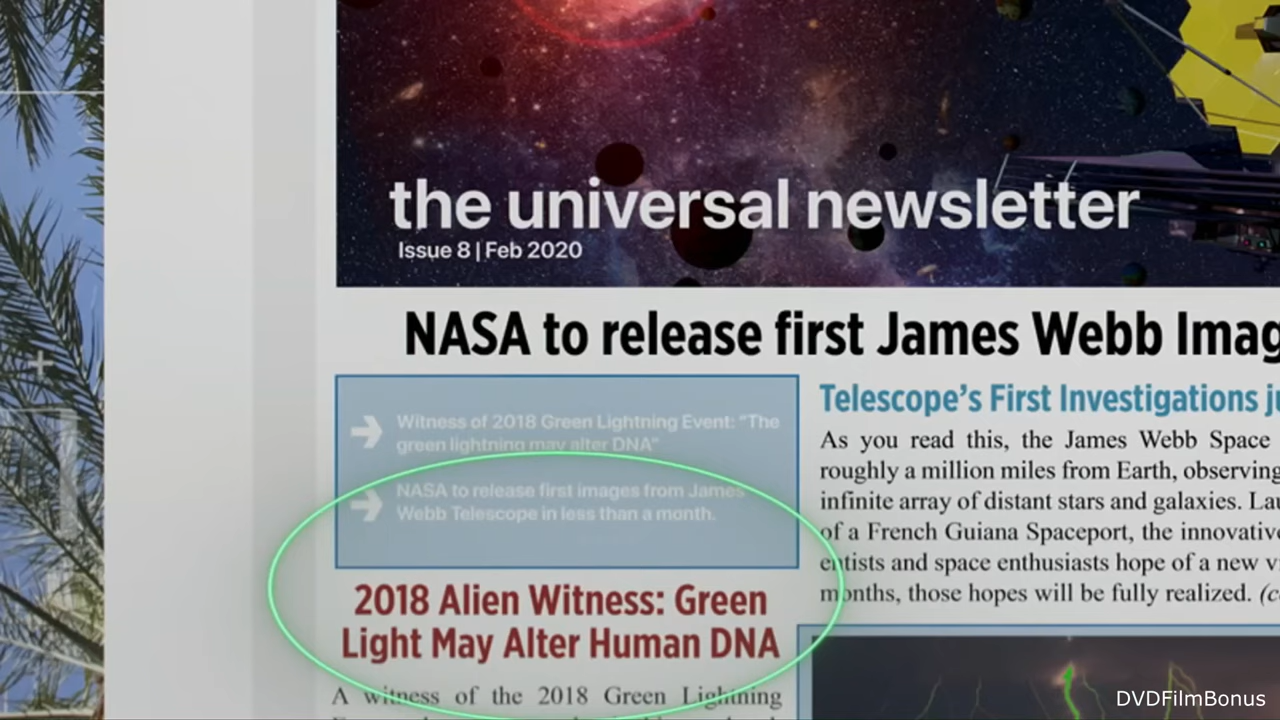 the universal newsletter
Issue 8 | Feb 2020
NASA to release first James Webb Imag
Witness of 2018 Green Lightning Event: “The
green lightning may alter DNA”
NASA to release first images from James
Webb Telescope in less than a month.
2018 Alien Witness: Green
Light May Alter Human DNA
A witness of the 2018 Green Lightning
Telescope’s First Investigations ju
As you read this, the James Webb Space
roughly a million miles from Earth, observing
infinite array of distant stars and galaxies. Lau
of a French Guiana Spaceport, the innovative
entists and space enthusiasts hope of a new vi
months, those hopes will be fully realized. (c
DVDFilmBonus